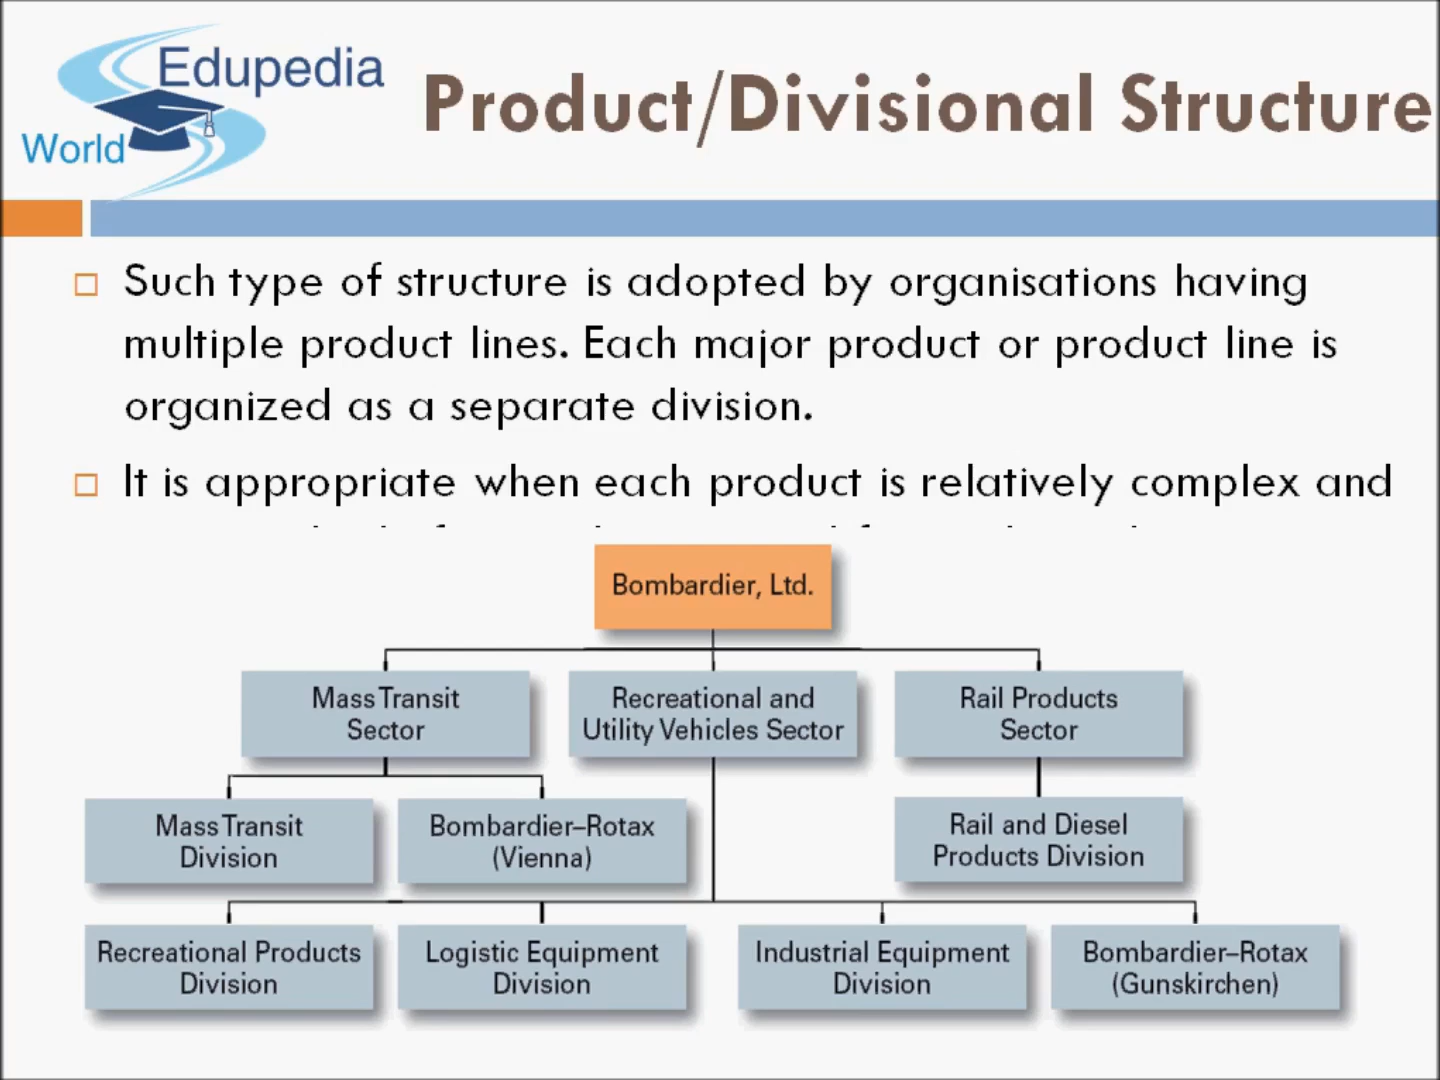 Edupedia
World
Product/Divisional Structure
Such type of structure is adopted by organisations having
multiple product lines. Each major product or product line is
organized as a separate division.
It is appropriate when each product is relatively complex and
Bombardier, Ltd.
Mass Transit
Sector
Recreational and
Utility Vehicles Sector
Rail Products
Sector
Mass Transit
Division
Bombardier–Rotax
(Vienna)
Rail and Diesel
Products Division
Recreational Products
Division
Logistic Equipment
Division
Industrial Equipment
Division
Bombardier–Rotax
(Gunskirchen)